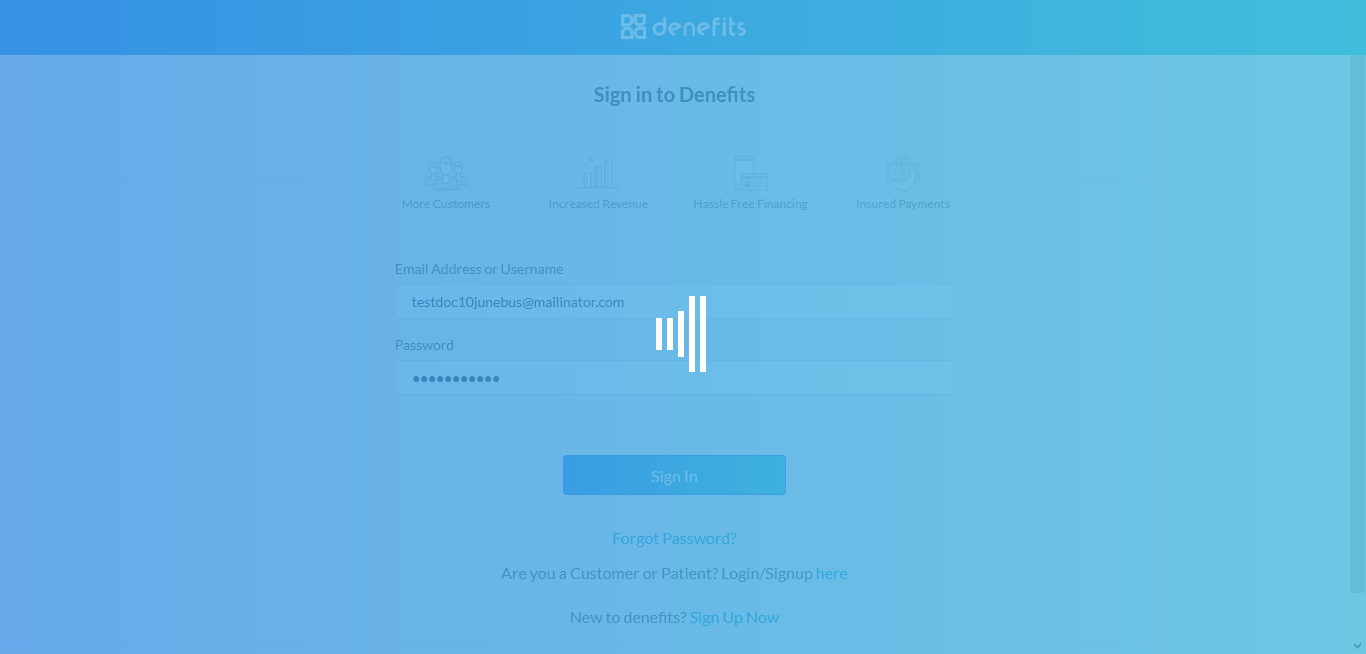 denefits
Sign in to Denefits
More Customers
Increased Revenue
Hassle Free Financing
Insured Payments
Email Address or Username
testdoc10junebus@mailinator.com
Password
•••••••••••
Sign In
Forgot Password?
Are you a Customer or Patient? Login/Signup here
New to denefits? Sign Up Now